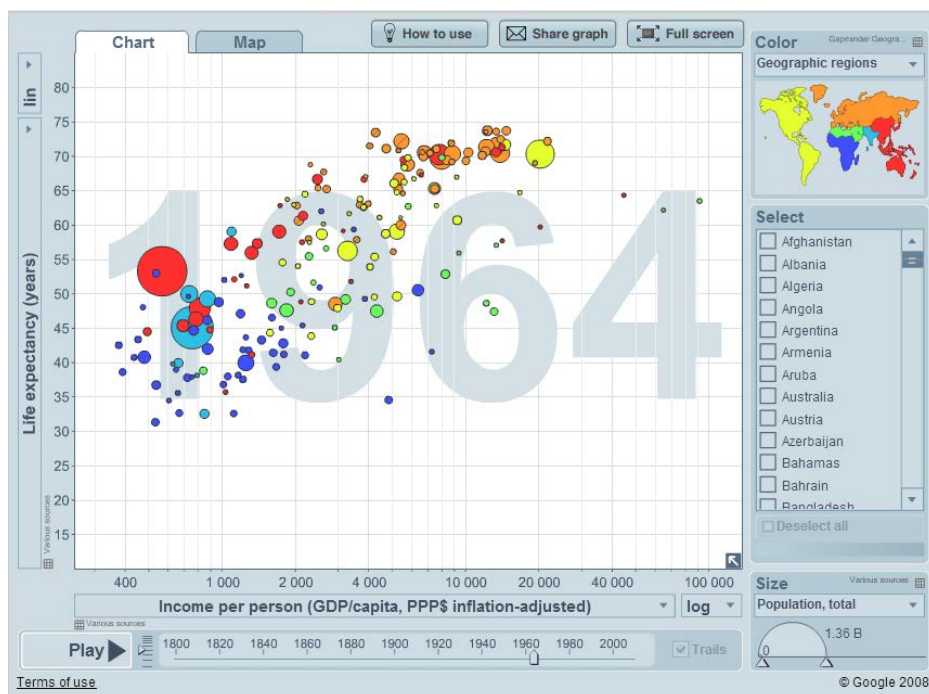 Chart
Map
How to use
Share graph
Full screen
lin
Life expectancy (years)
Various sources
85
80
75
70
65
60
55
50
45
40
35
30
25
20
15
1964
400
1 000
2 000
4 000
10 000
20 000
40 000
100 000
Income per person (GDP/capita, PPP$ inflation-adjusted)
log
Various sources
Play
1800
1820
1840
1860
1880
1900
1920
1940
1960
1980
2000
Trails
Color
Gapminder Geogra...
Geographic regions
Select
Afghanistan
Albania
Algeria
Angola
Argentina
Armenia
Aruba
Australia
Austria
Azerbaijan
Bahamas
Bahrain
Bangladesh
Deselect all
Size
Various sources
Population, total
1.36 B
0
Terms of use
© Google 2008